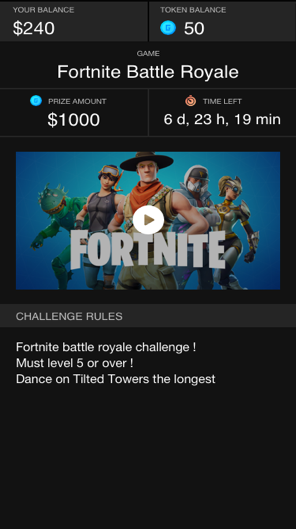 YOUR BALANCE
$240
TOKEN BALANCE
50
GAME
Fortnite Battle Royale
PRIZE AMOUNT
$1000
TIME LEFT
6 d, 23 h, 19 min
FORTNITE
CHALLENGE RULES
Fortnite battle royale challenge !
Must level 5 or over !
Dance on Tilted Towers the longest